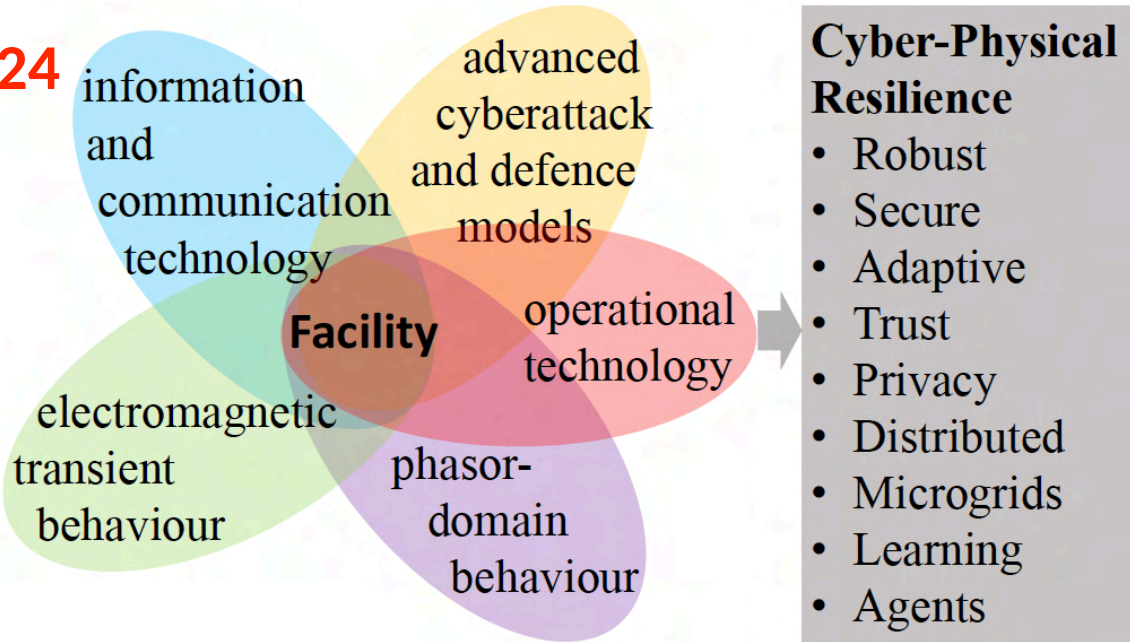 24
information
and
communication
technology
advanced
cyberattack
and defence
models
Facility
operational
technology
electromagnetic
transient
behaviour
phasor-
domain
behaviour
Cyber-Physical
Resilience
• Robust
• Secure
• Adaptive
• Trust
• Privacy
• Distributed
• Microgrids
• Learning
• Agents